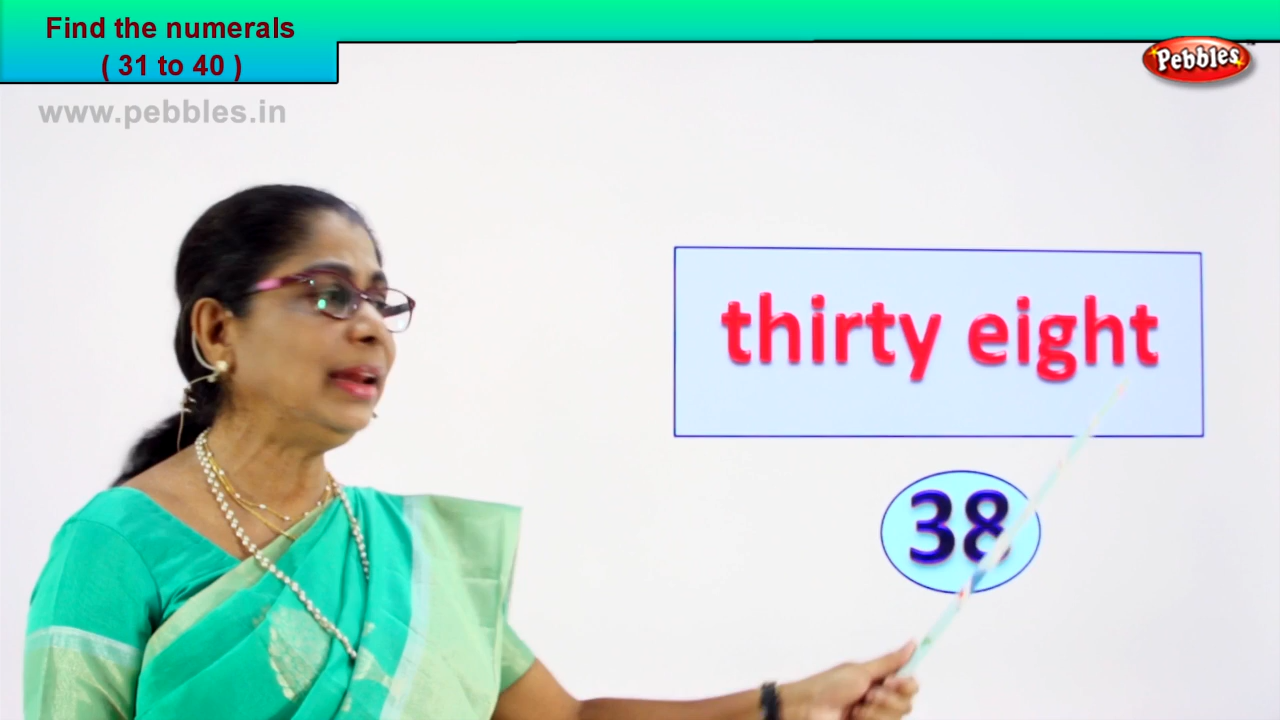 Find the numerals
( 31 to 40 )
Pebbles
www.pebbles.in
thirty eight
38